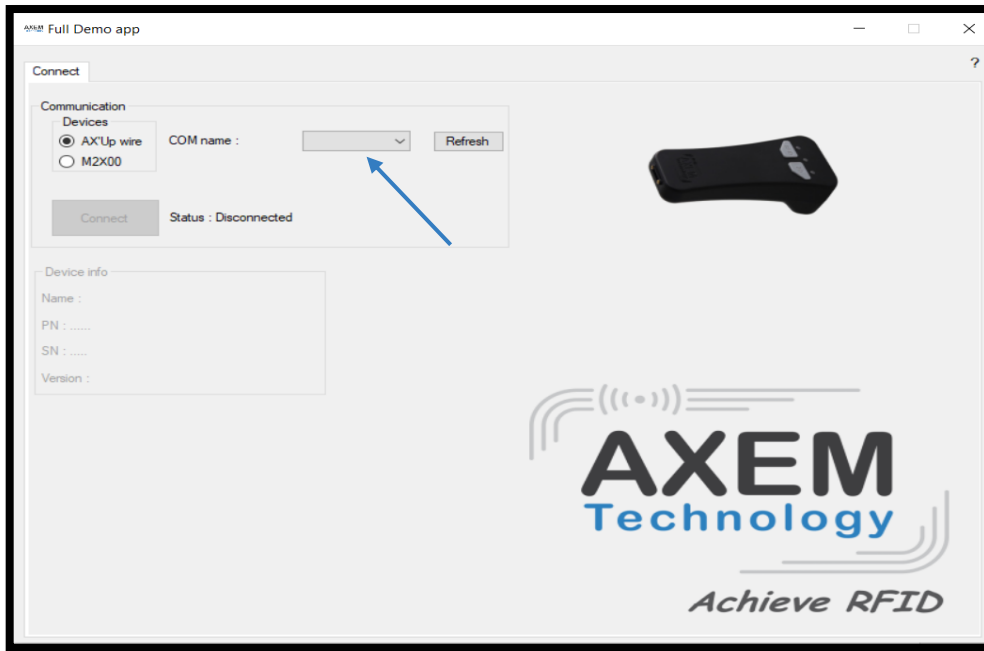 AXEM Full Demo app
?
Connect
Communication
Devices
AX'Up wire
COM name :
Refresh
M2X00
Connect
Status : Disconnected
Device info
Name :
PN : ......
SN : .....
Version :
AXEM
Technology
Achieve RFID